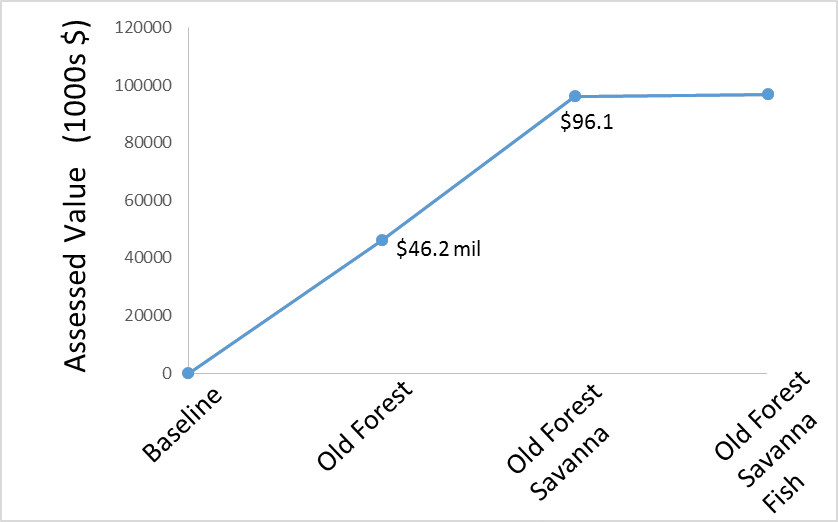 Assessed Value (1000s $)
120000
100000
80000
60000
40000
20000
0
$46.2 mil
$96.1
Baseline
Old Forest
Old Forest
Savanna
Old Forest
Savanna
Fish